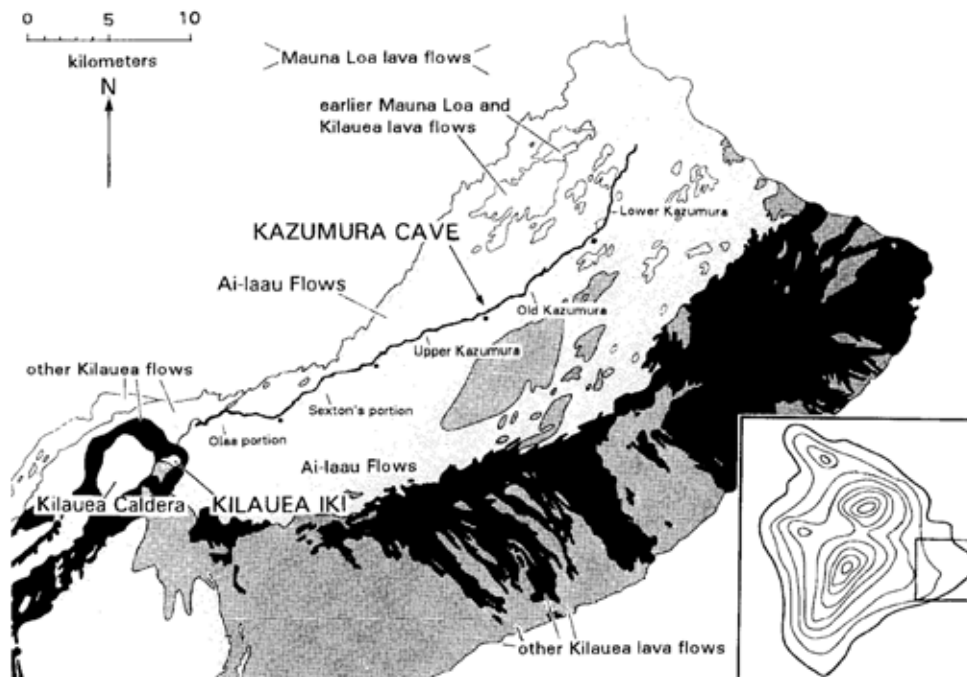 0 5 10
kilometers
N
Mauna Loa lava flows
earlier Mauna Loa and
Kilauea lava flows
Lower Kazumura
KAZUMURA CAVE
Ai-laau Flows
Old Kazumura
Upper Kazumura
other Kilauea flows
Sexton's portion
Olaa portion
Ai-laau Flows
Kilauea Caldera
KILAUEA IKI
other Kilauea lava flows